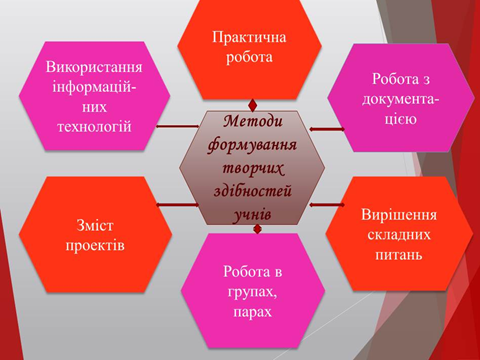 Практична
робота
Використання
інформацій-
них
технологій
Робота з
документа-
цією
Методи
формування
творчих
здібностей
учнів
Зміст
проектів
Вирішення
складних
питань
Робота в
групах,
парах